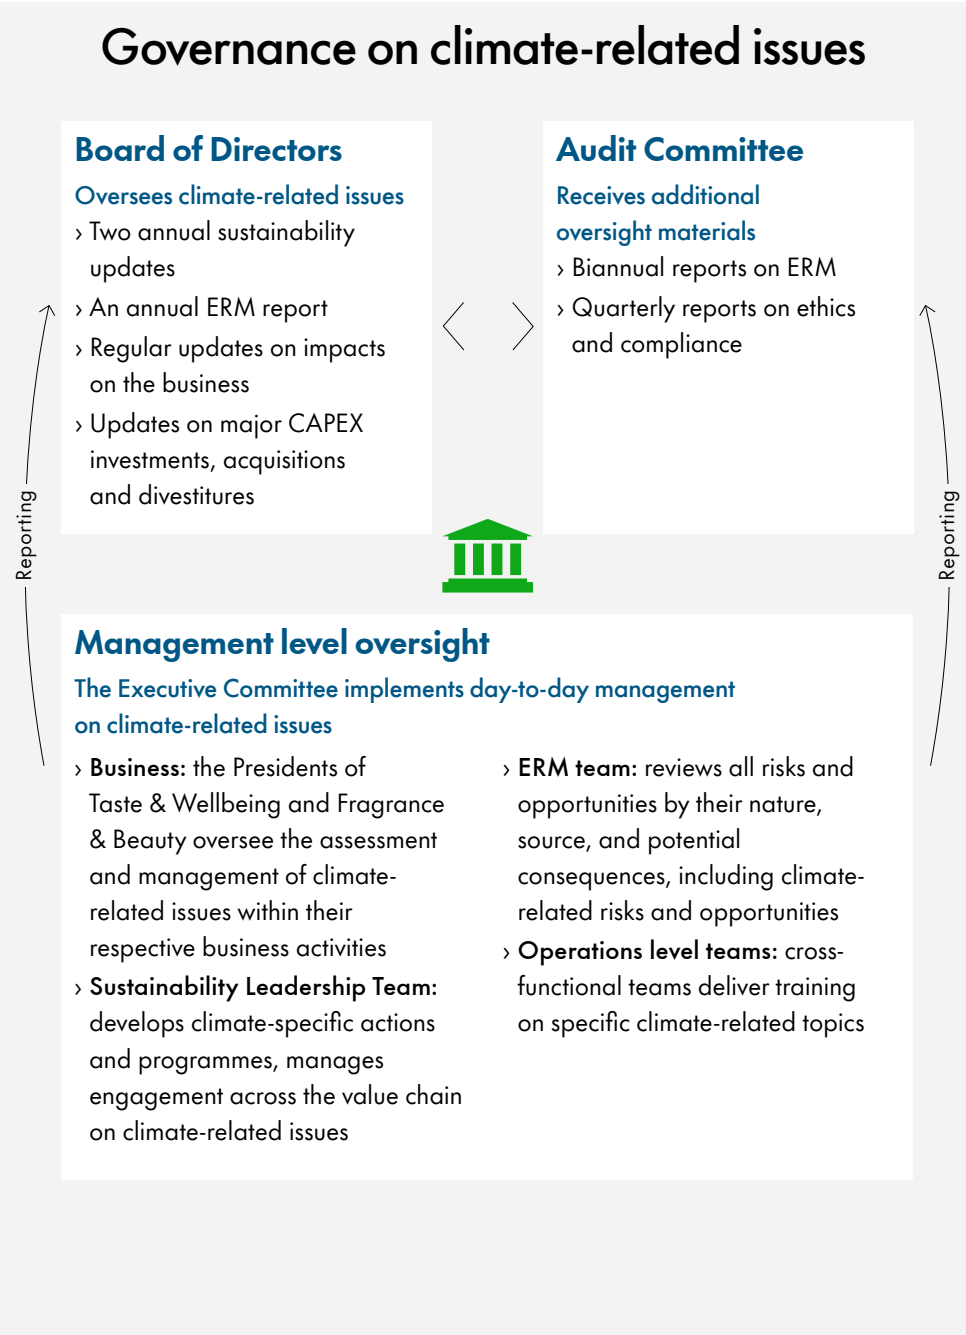 Governance on climate-related issues
Board of Directors
Oversees climate-related issues
› Two annual sustainability
updates
› An annual ERM report
› Regular updates on impacts
on the business
› Updates on major CAPEX
investments, acquisitions
and divestitures
Audit Committee
Receives additional
oversight materials
› Biannual reports on ERM
› Quarterly reports on ethics
and compliance
Reporting
Reporting
Management level oversight
The Executive Committee implements day-to-day management
on climate-related issues
› Business: the Presidents of
Taste & Wellbeing and Fragrance
& Beauty oversee the assessment
and management of climate-
related issues within their
respective business activities
› Sustainability Leadership Team:
develops climate-specific actions
and programmes, manages
engagement across the value chain
on climate-related issues
› ERM team: reviews all risks and
opportunities by their nature,
source, and potential
consequences, including climate-
related risks and opportunities
› Operations level teams: cross-
functional teams deliver training
on specific climate-related topics